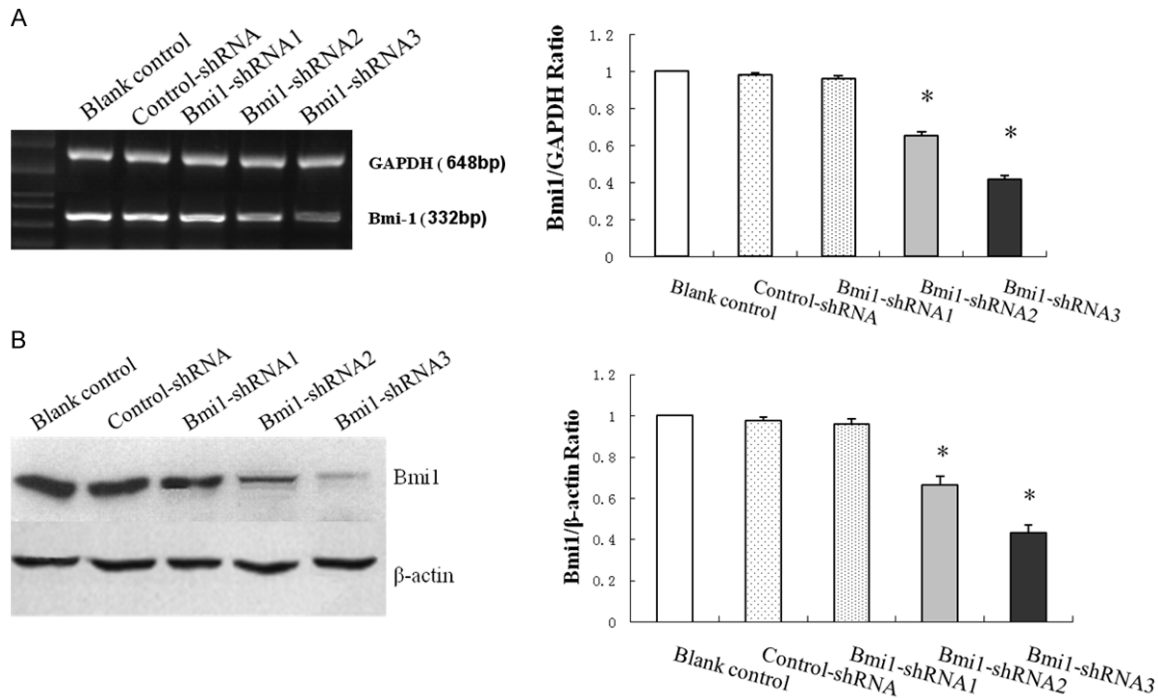 A
Blank control
Control-shRNA
Bmi1-shRNA1
Bmi1-shRNA2
Bmi1-shRNA3
GAPDH ( 648bp)
Bmi-1 ( 332bp)
Bmi1/GAPDH Ratio
1.2
1
0.8
0.6
0.4
0.2
0
*
*
Blank control
Control-shRNA
Bmi1-shRNA1
Bmi1-shRNA2
Bmi1-shRNA3
B
Blank control
Control-shRNA
Bmi1-shRNA1
Bmi1-shRNA2
Bmi1-shRNA3
Bmi1
β-actin
Bmi1/β-actin Ratio
1.2
1
0.8
0.6
0.4
0.2
0
*
*
Blank control
Control-shRNA
Bmi1-shRNA1
Bmi1-shRNA2
Bmi1-shRNA3